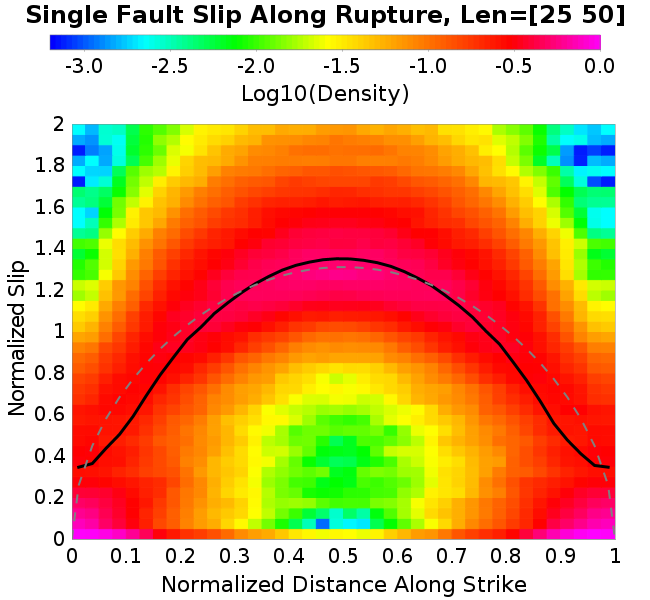 Single Fault Slip Along Rupture, Len=[25 50]
-3.0 -2.5 -2.0 -1.5 -1.0 -0.5 0.0
Log10(Density)
2
1.8
1.6
1.4
1.2
1
0.8
0.6
0.4
0.2
0
Normalized Slip
0 0.1 0.2 0.3 0.4 0.5 0.6 0.7 0.8 0.9 1
Normalized Distance Along Strike